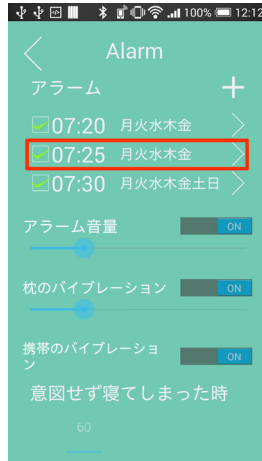 100% 12:12
Alarm
アラーム
07:20 月火水木金
07:25 月火水木金
07:30 月火水木金土日
アラーム音量 ON
枕のバイブレーション ON
携帯のバイブレーショ
ン ON
意図せず寝てしまった時
60